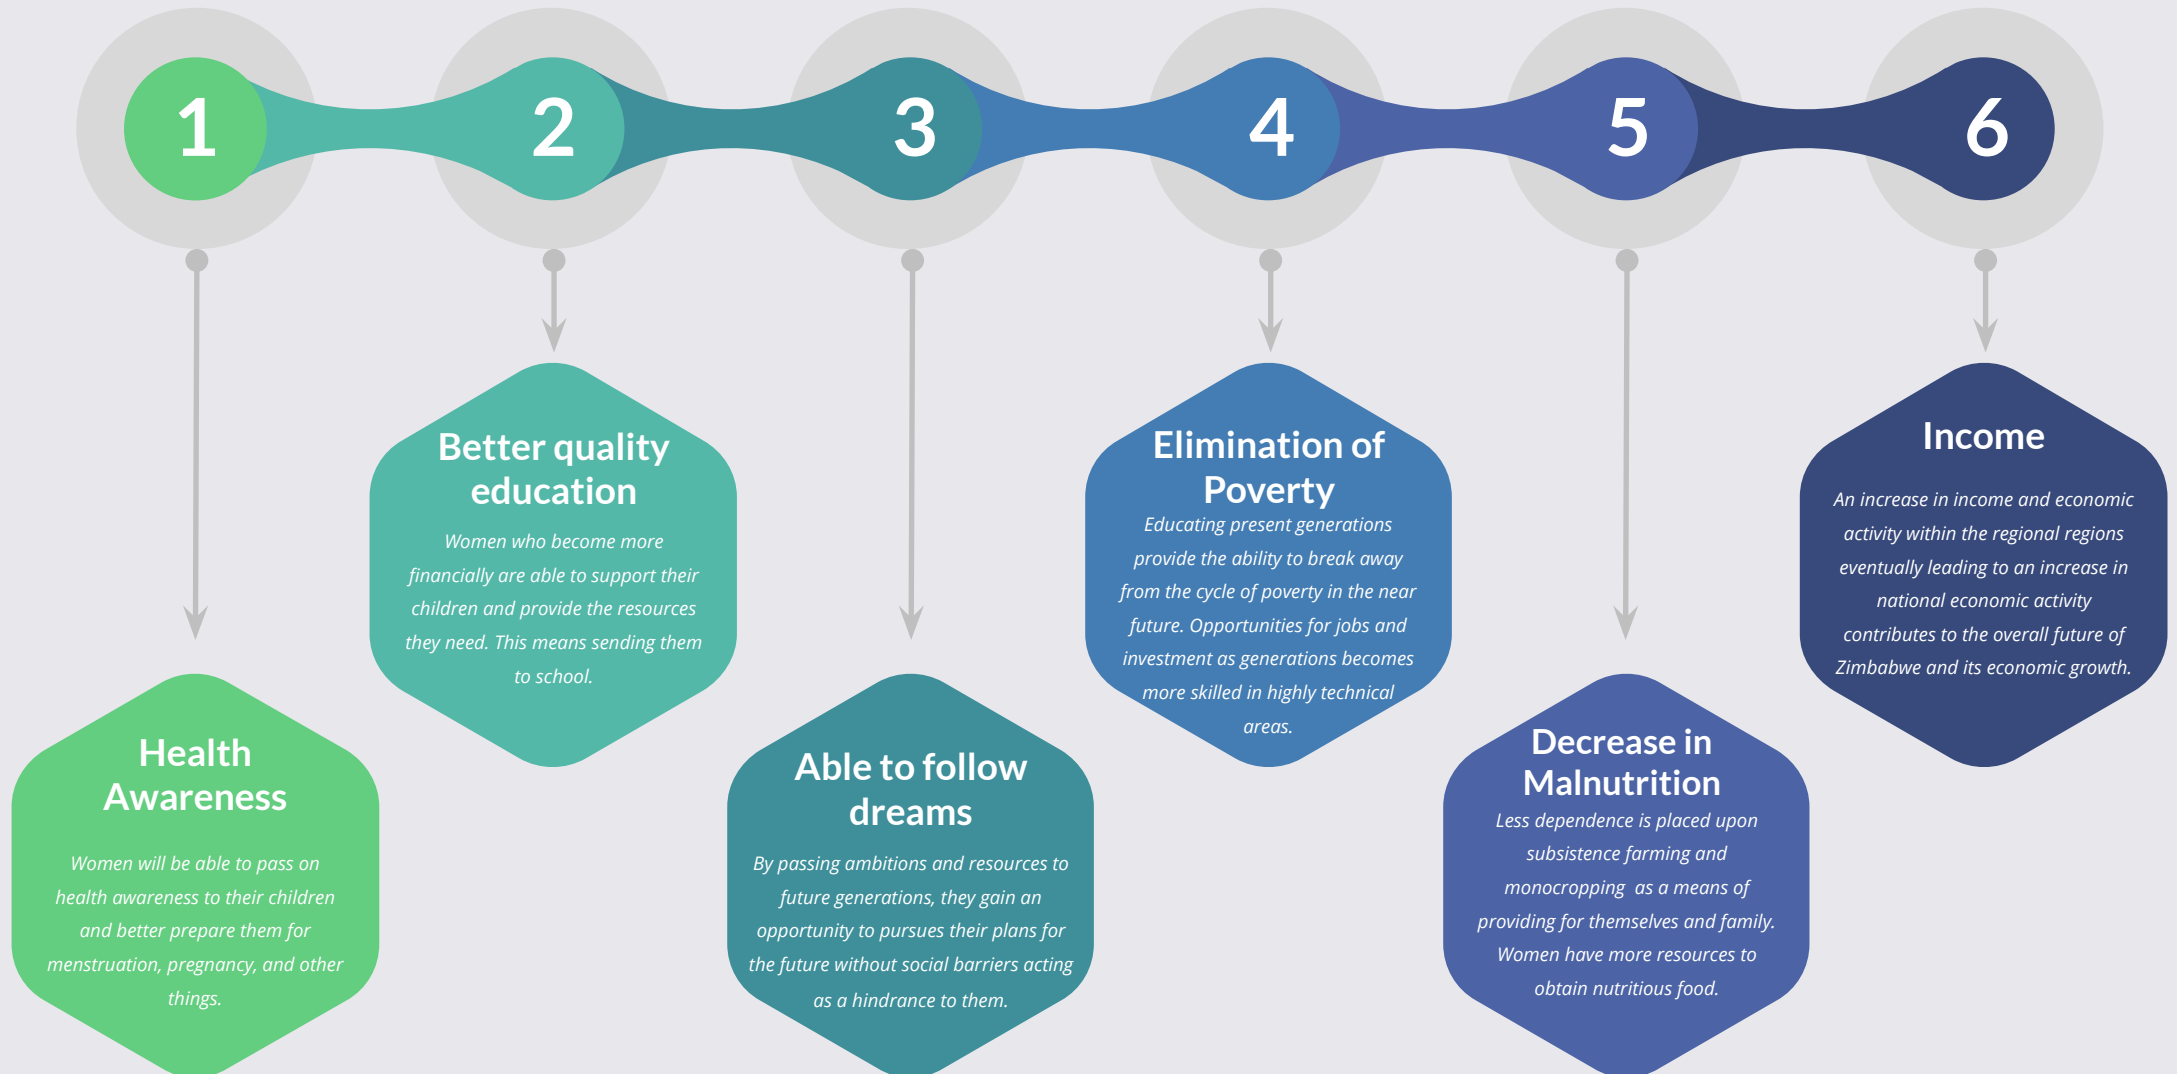 1
2
3
4
5
6
Health
Awareness
Women will be able to pass on
health awareness to their children
and better prepare them for
menstruation, pregnancy, and other
things.
Better quality
education
Women who become more
financially are able to support their
children and provide the resources
they need. This means sending them
to school.
Able to follow
dreams
By passing ambitions and resources to
future generations, they gain an
opportunity to pursues their plans for
the future without social barriers acting
as a hindrance to them.
Elimination of
Poverty
Educating present generations
provide the ability to break away
from the cycle of poverty in the near
future. Opportunities for jobs and
investment as generations becomes
more skilled in highly technical
areas.
Decrease in
Malnutrition
Less dependence is placed upon
subsistence farming and
monocropping as a means of
providing for themselves and family.
Women have more resources to
obtain nutritious food.
Income
An increase in income and economic
activity within the regional regions
eventually leading to an increase in
national economic activity
contributes to the overall future of
Zimbabwe and its economic growth.